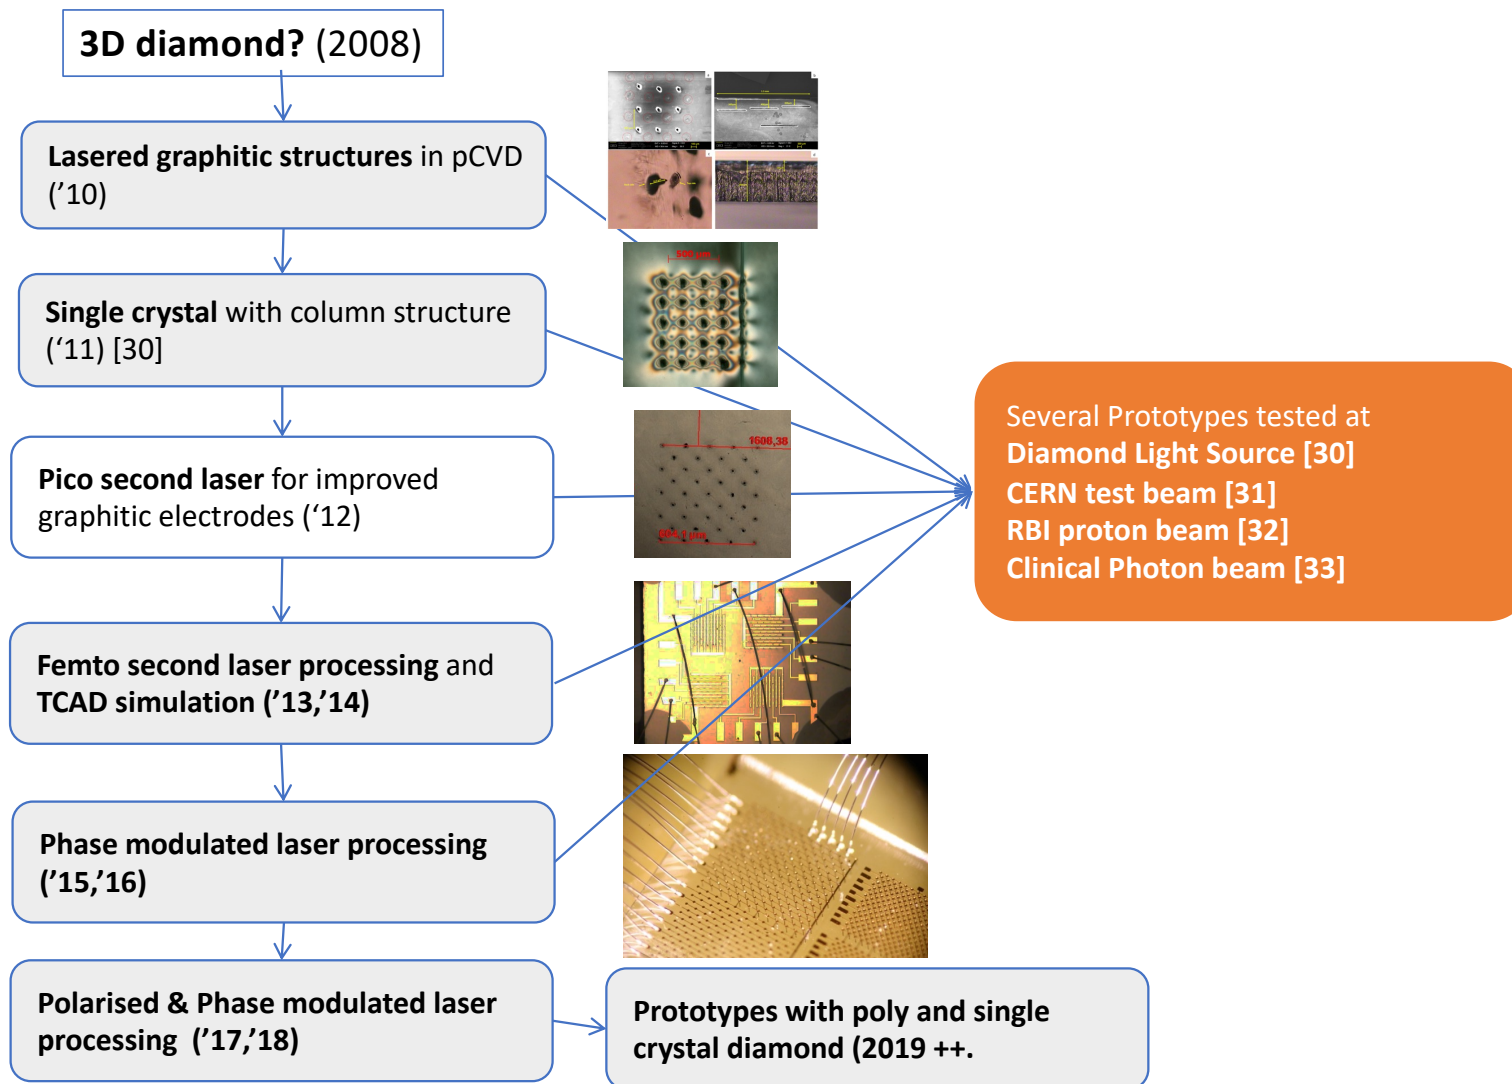 3D diamond? (2008)
Lasered graphitic structures in pCVD
(’10)
Single crystal with column structure
(‘11) [30]
Pico second laser for improved
graphitic electrodes (‘12)
Femto second laser processing and
TCAD simulation (’13,’14)
Phase modulated laser processing
(’15,’16)
Polarised & Phase modulated laser
processing (’17,’18)
500 µm
1606,38
Several Prototypes tested at
Diamond Light Source [30]
CERN test beam [31]
RBI proton beam [32]
Clinical Photon beam [33]
Prototypes with poly and single
crystal diamond (2019 ++.